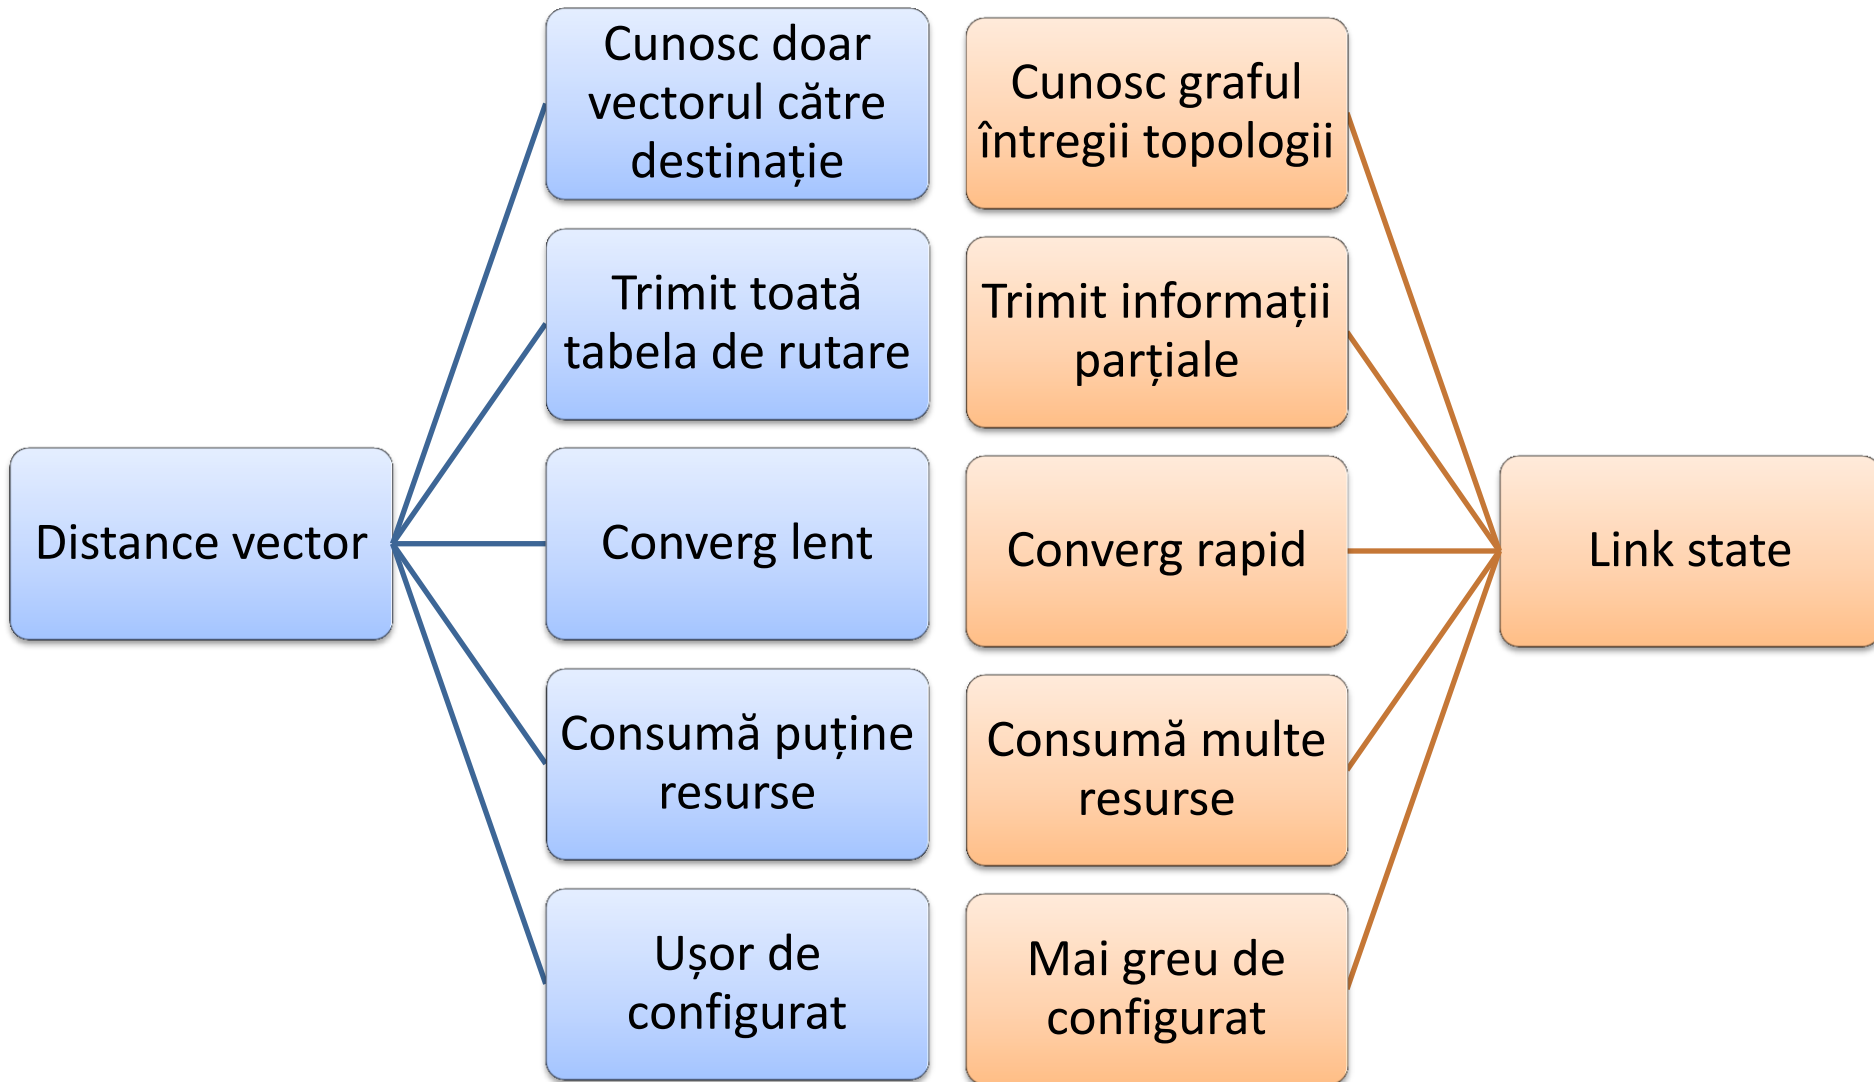 Distance vector
Cunosc doar
vectorul către
destinație
Trimit toată
tabela de rutare
Converg lent
Consumă puține
resurse
Ușor de
configurat
Cunosc graful
întregii topologii
Trimit informații
parțiale
Converg rapid
Consumă multe
resurse
Mai greu de
configurat
Link state